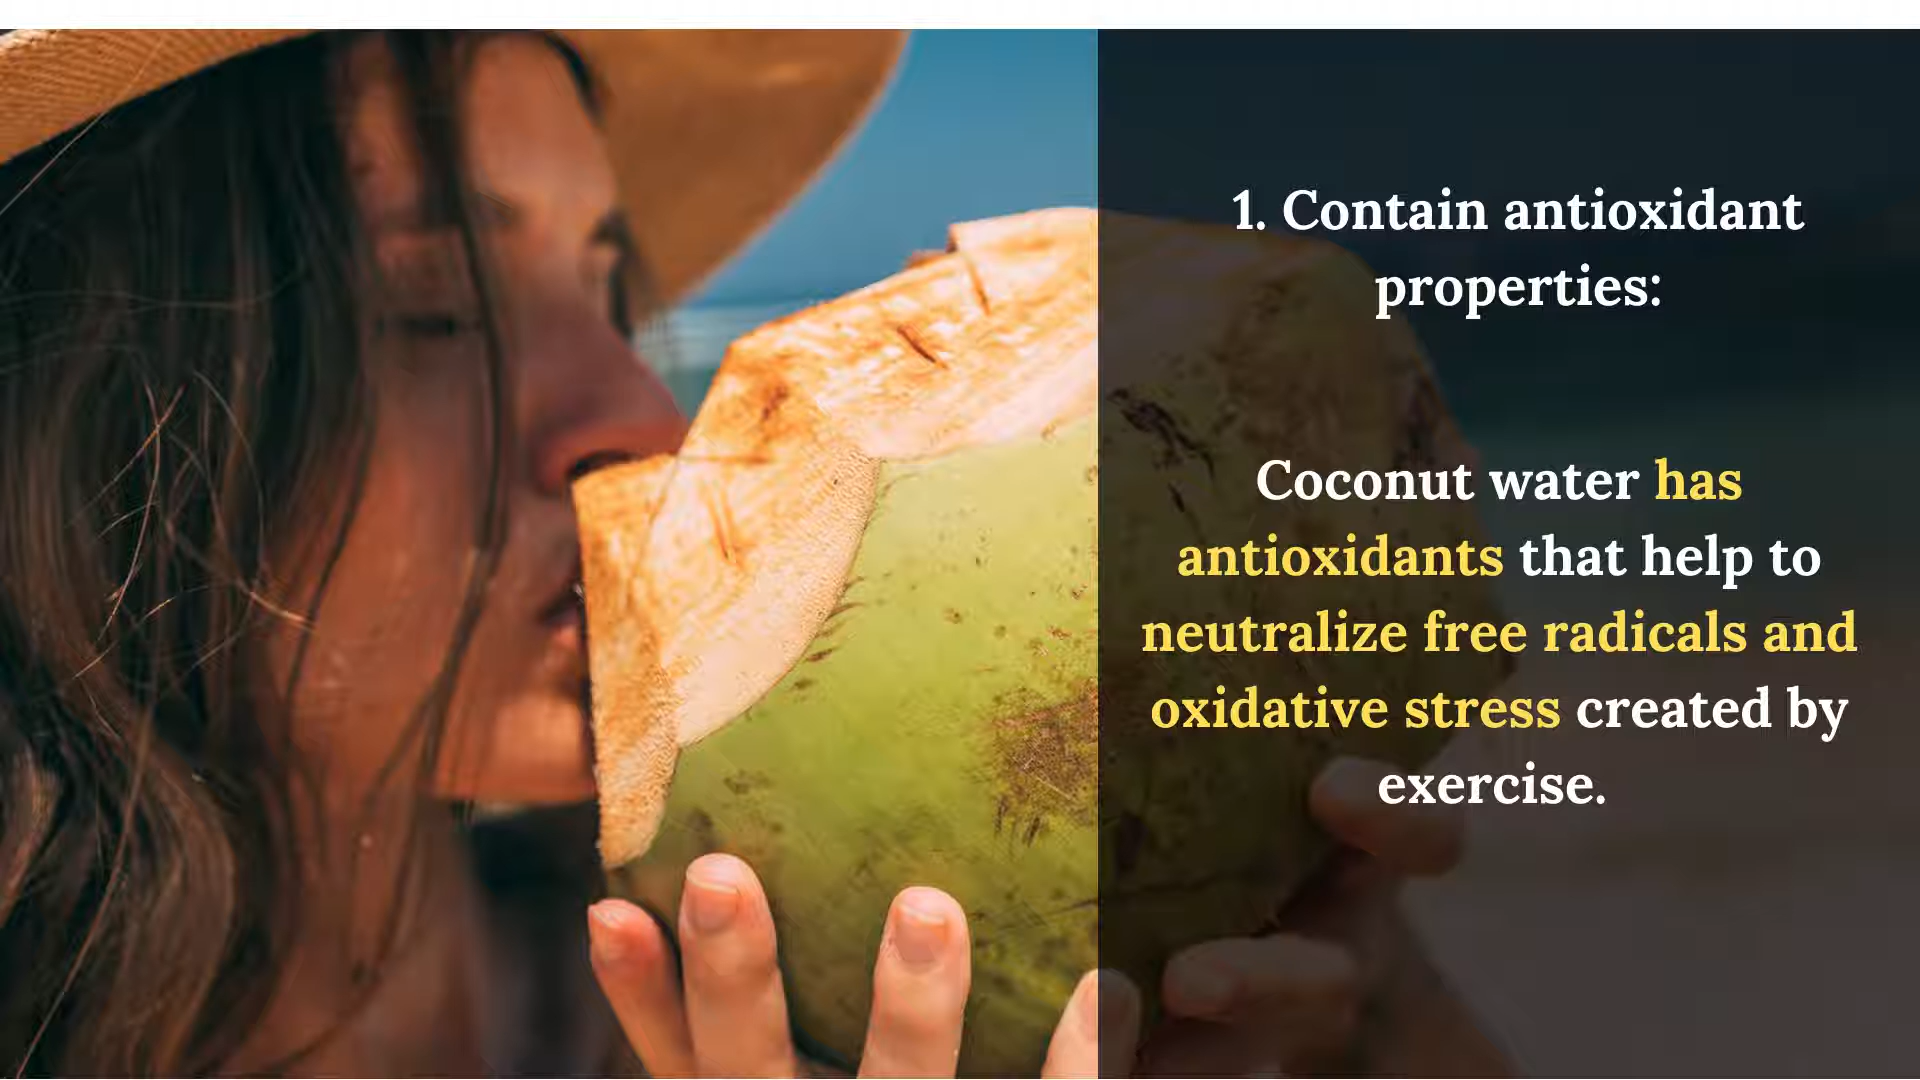 1. Contain antioxidant
properties:
Coconut water has
antioxidants that help to
neutralize free radicals and
oxidative stress created by
exercise.